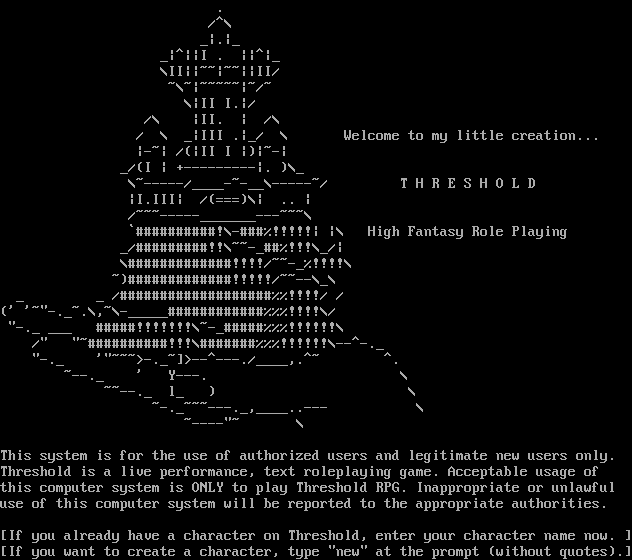 Welcome to my little creation...
T H R E S H O L D
High Fantasy Role Playing
This system is for the use of authorized users and legitimate new users only.
Threshold is a live performance, text roleplaying game. Acceptable usage of
this computer system is ONLY to play Threshold RPG. Inappropriate or unlawful
use of this computer system will be reported to the appropriate authorities.
[If you already have a character on Threshold, enter your character name now. ]
[If you want to create a character, type "new" at the prompt (without quotes).]